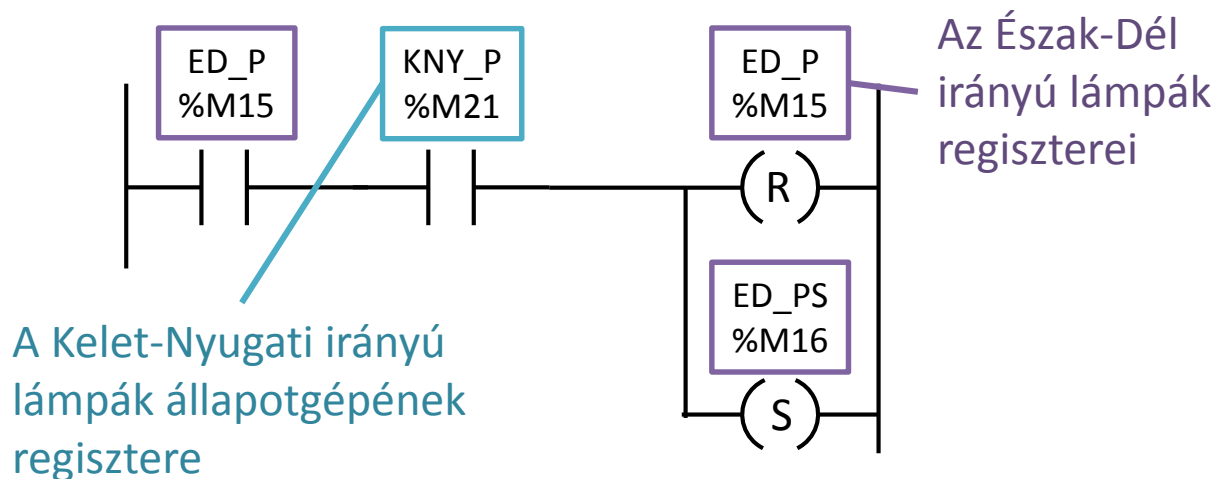 ED_P
%M15
KNY_P
%M21
ED_P
%M15
Az Észak-Dél
irányú lámpák
regiszterei
R
ED_PS
%M16
S
A Kelet-Nyugati irányú
lámpák állapotgépének
regisztere